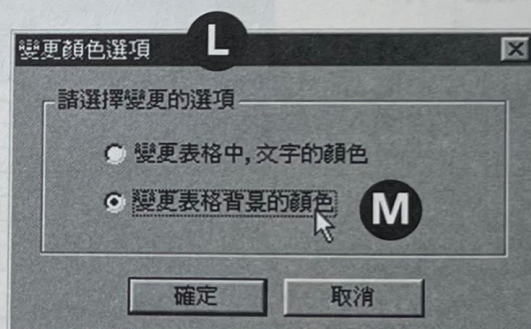 L
變更顏色選項
請選擇變更的選項
變更表格中,文字的顏色
變更表格背景的顏色
M
確定
取消